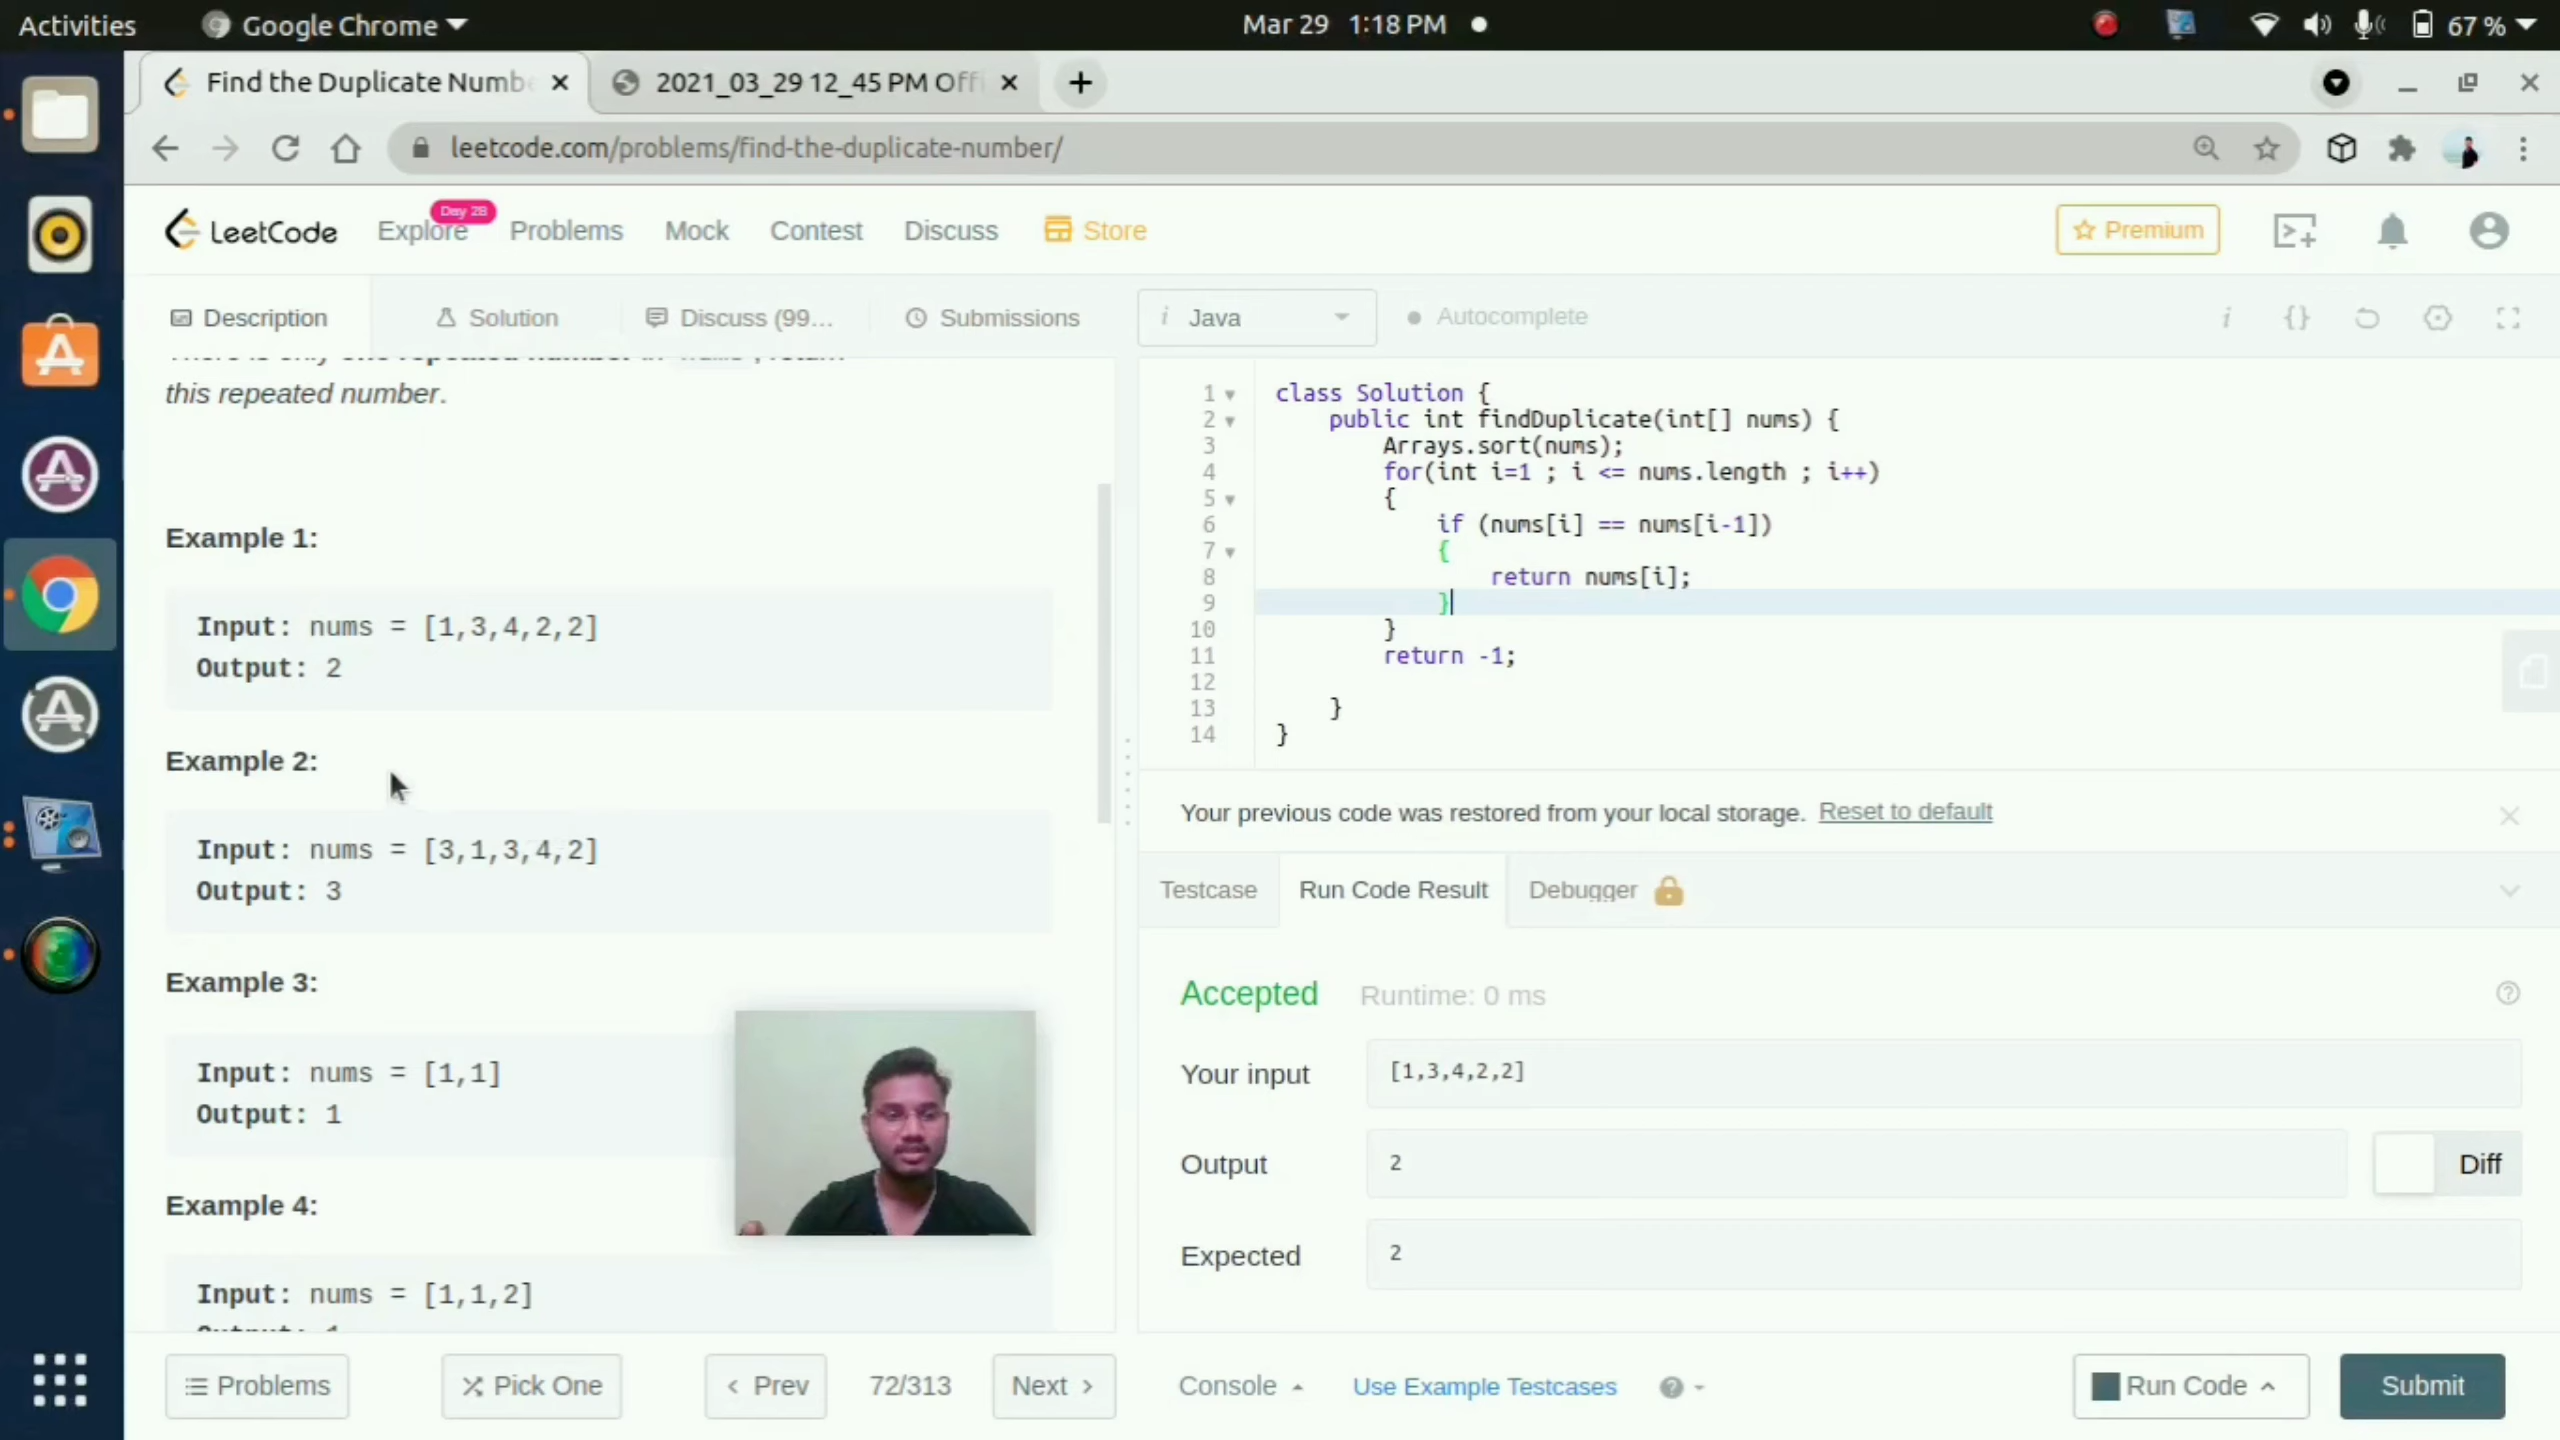 Activities
Google Chrome
Mar 29 1:18 PM
67 %
Find the Duplicate Numb
2021_03_29 12_45 PM Off
leetcode.com/problems/find-the-duplicate-number/
LeetCode
Explore
Day 28
Problems
Mock
Contest
Discuss
Store
Premium
Description
Solution
Discuss (99...
Submissions
this repeated number.
Example 1:
Input: nums = [1,3,4,2,2]
Output: 2
Example 2:
Input: nums = [3,1,3,4,2]
Output: 3
Example 3:
Input: nums = [1,1]
Output: 1
Example 4:
Input: nums = [1,1,2]
Problems
Pick One
Prev
72/313
Next
i Java
Autocomplete
1 class Solution {
2 public int findDuplicate(int[] nums) {
3 Arrays.sort(nums);
4 for(int i=1 ; i <= nums.length ; i++)
5 {
6 if (nums[i] == nums[i-1])
7 {
8 return nums[i];
9 }
10 }
11 return -1;
12
13 }
14 }
Your previous code was restored from your local storage. Reset to default
Testcase
Run Code Result
Debugger
Accepted Runtime: 0 ms
Your input
[1,3,4,2,2]
Output
2
Diff
Expected
2
Console
Use Example Testcases
Run Code
Submit